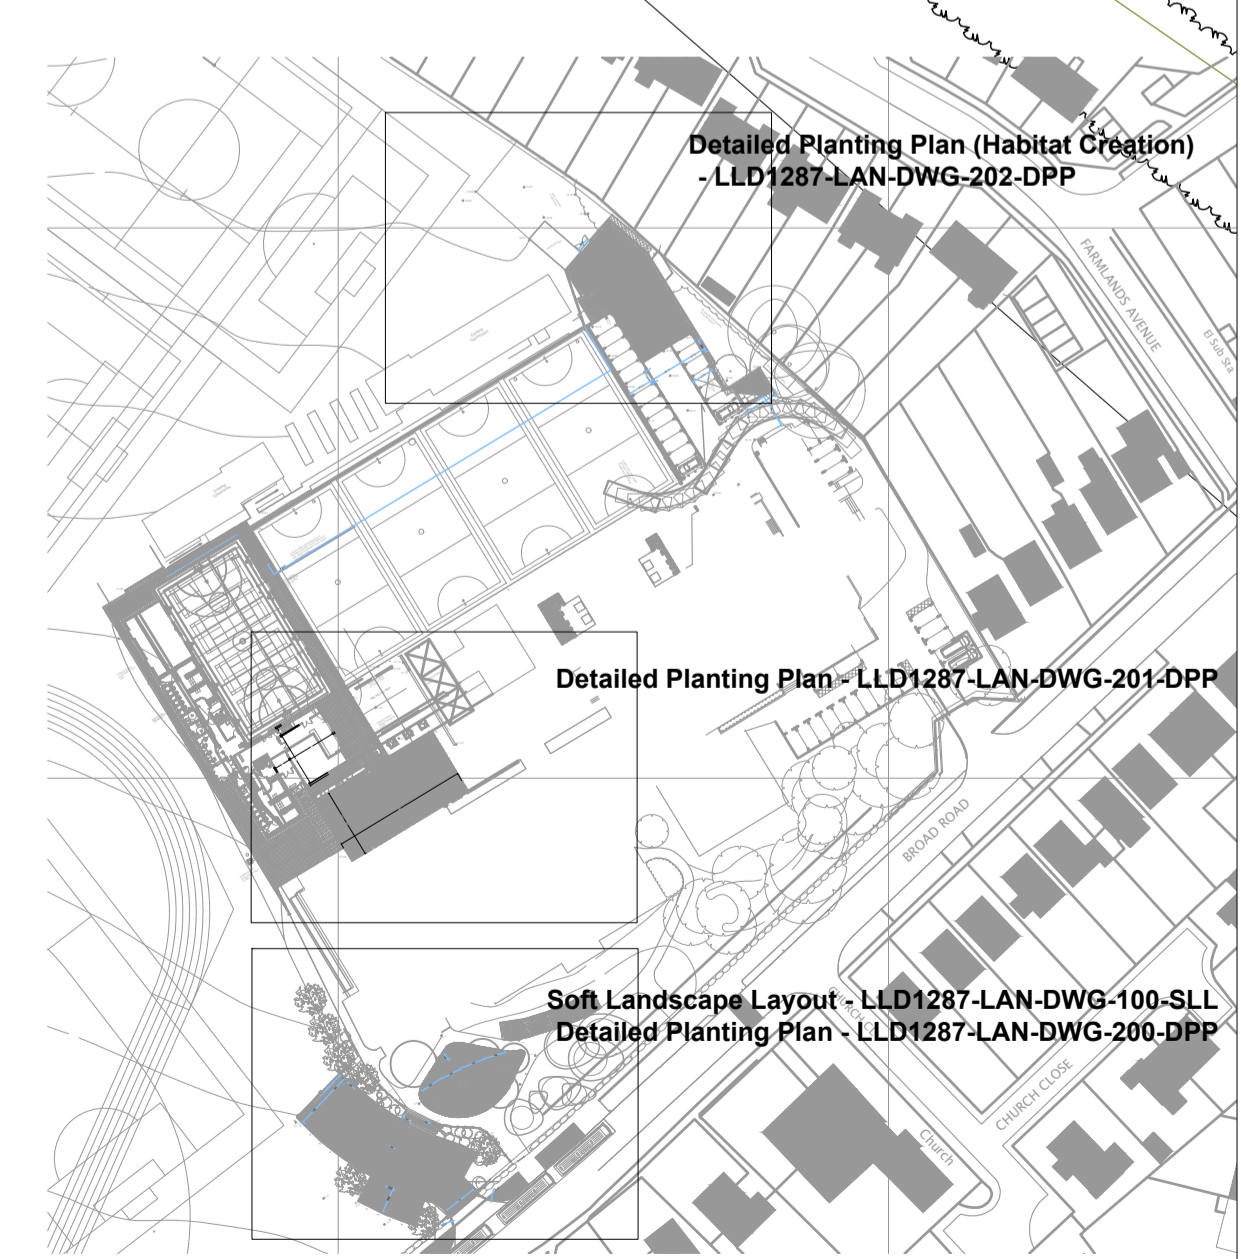 Detailed Planting Plan (Habitat Creation)
- LLD1287-LAN-DWG-202-DPP
FARMLANDS AVENUE
El Sub Sta
Detailed Planting Plan - LLD1287-LAN-DWG-201-DPP
BROAD ROAD
Soft Landscape Layout - LLD1287-LAN-DWG-100-SLL
Detailed Planting Plan - LLD1287-LAN-DWG-200-DPP
CHURCH CLOSE
Church